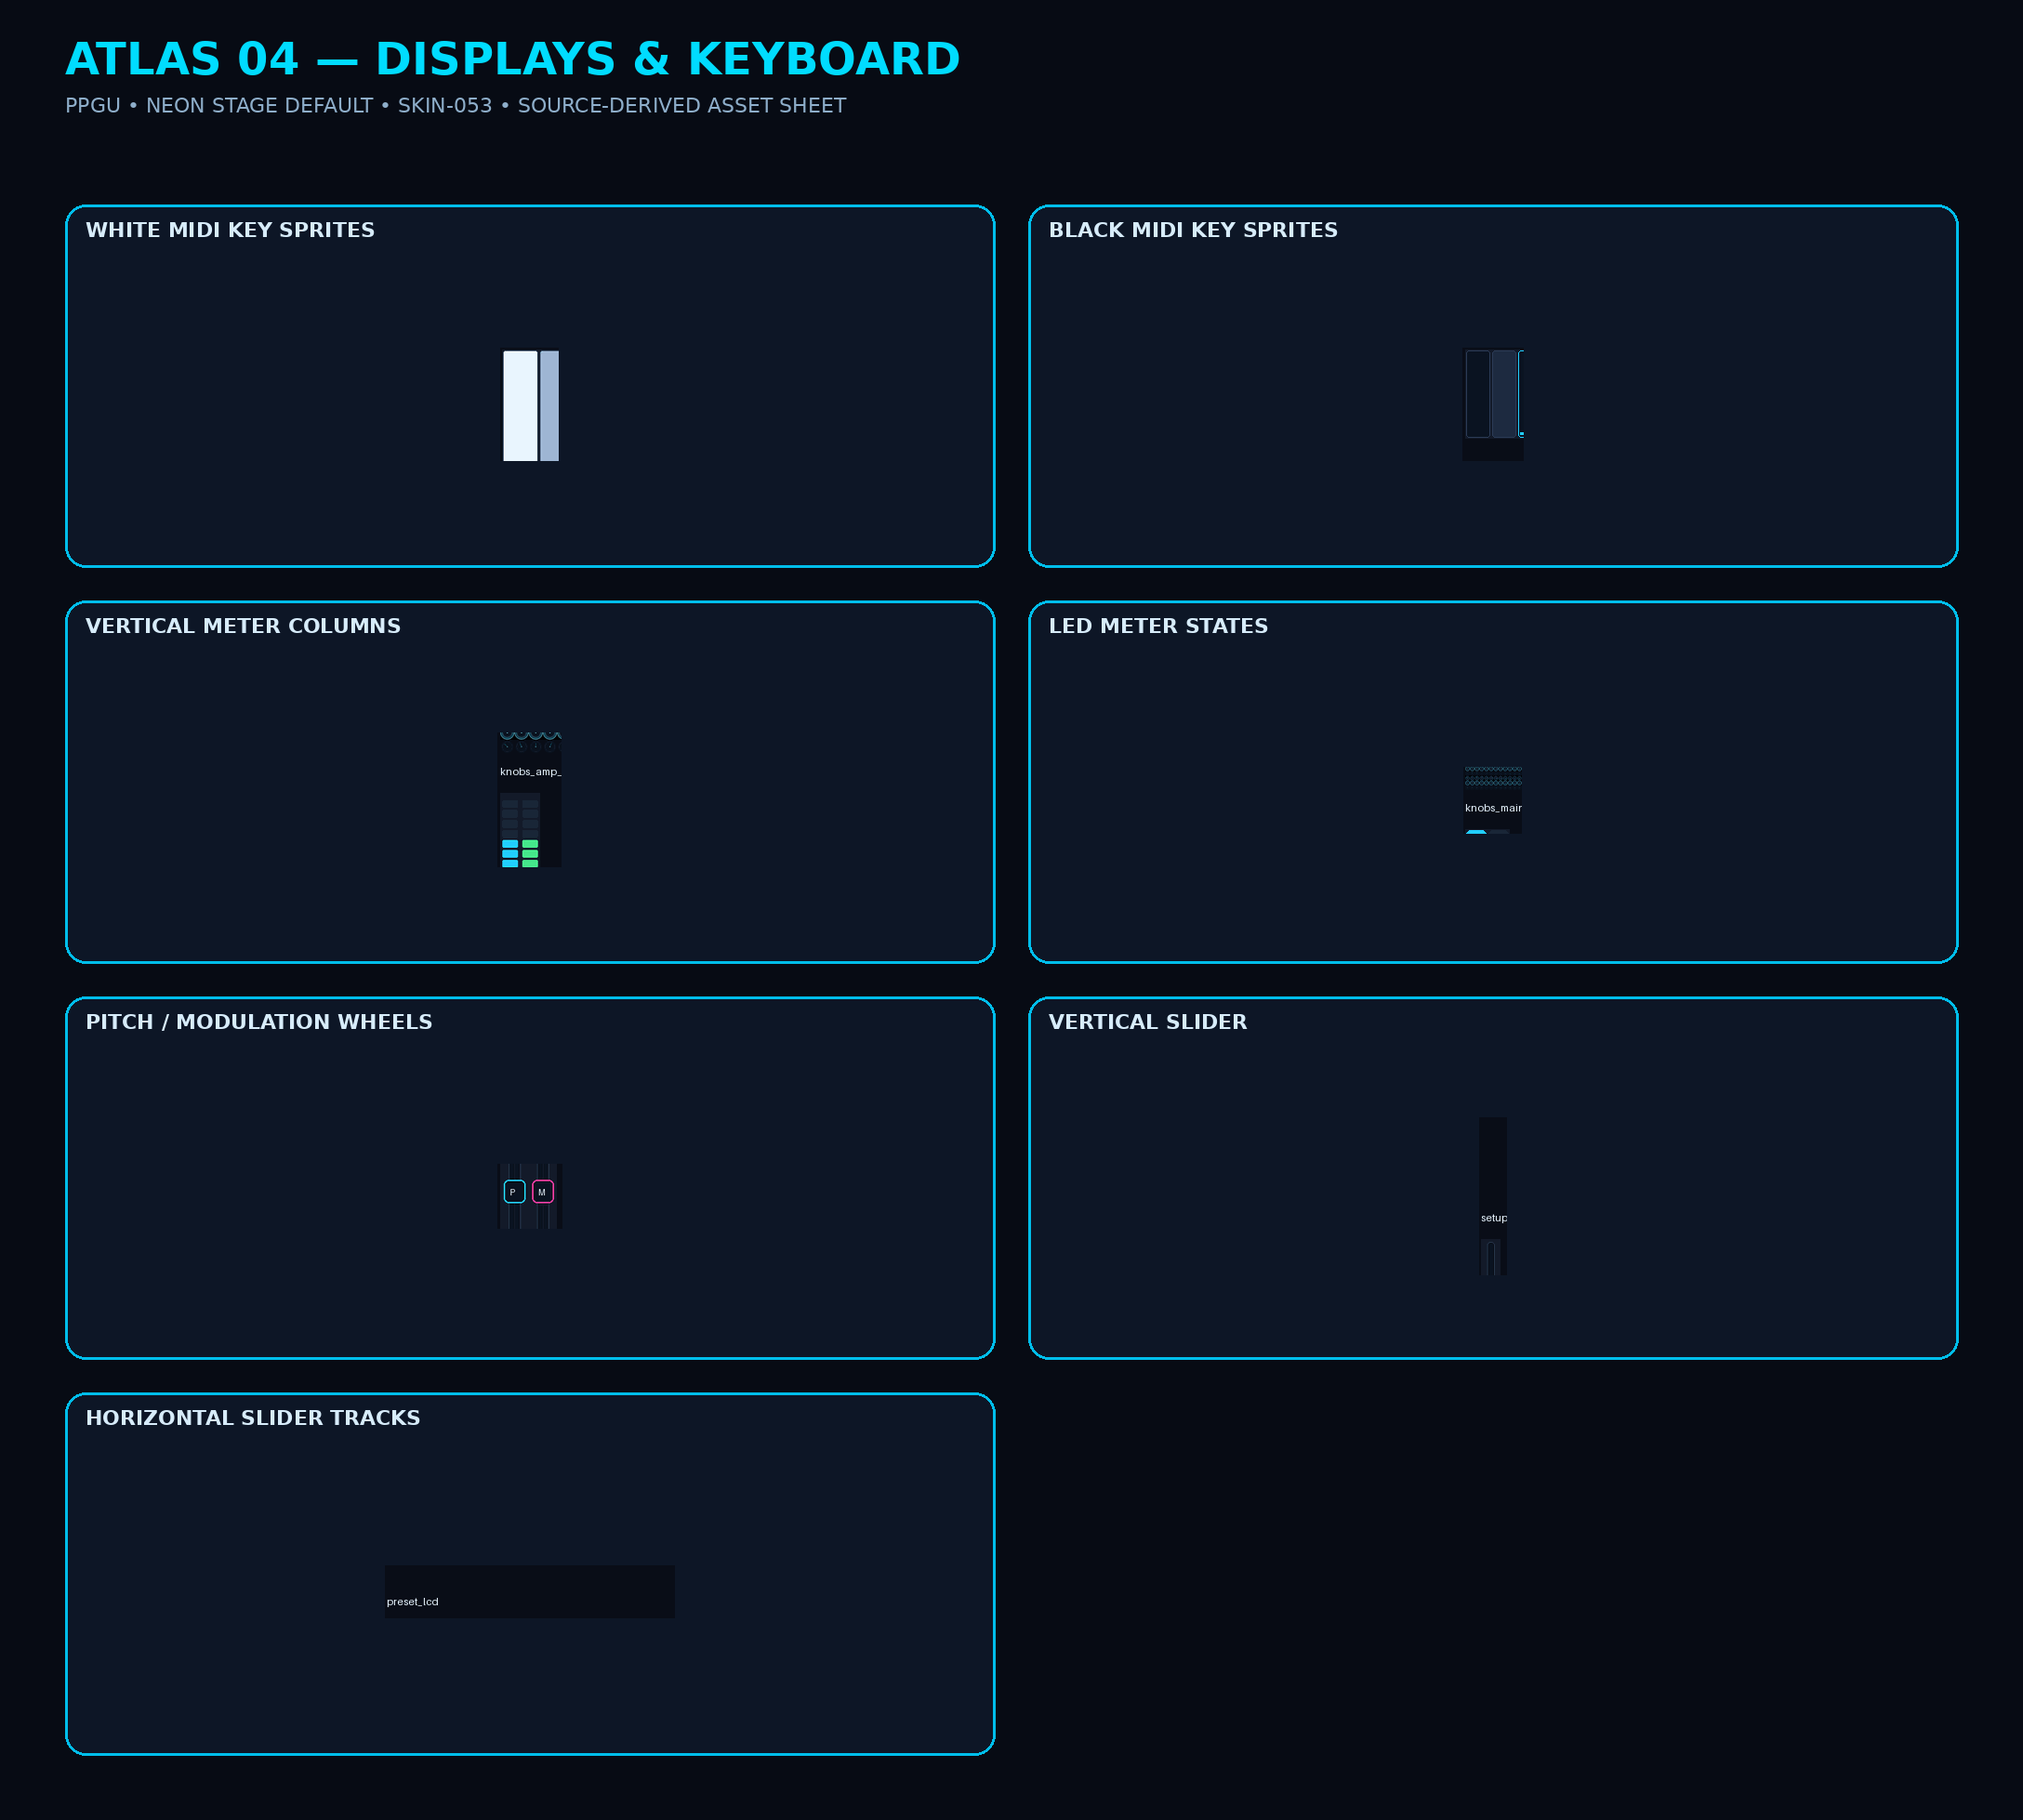 ATLAS 04 — DISPLAYS & KEYBOARD
PPGU • NEON STAGE DEFAULT • SKIN-053 • SOURCE-DERIVED ASSET SHEET
WHITE MIDI KEY SPRITES
BLACK MIDI KEY SPRITES
VERTICAL METER COLUMNS
knobs_amp_
LED METER STATES
knobs_mair
PITCH / MODULATION WHEELS
P M
VERTICAL SLIDER
setup
HORIZONTAL SLIDER TRACKS
preset_lcd